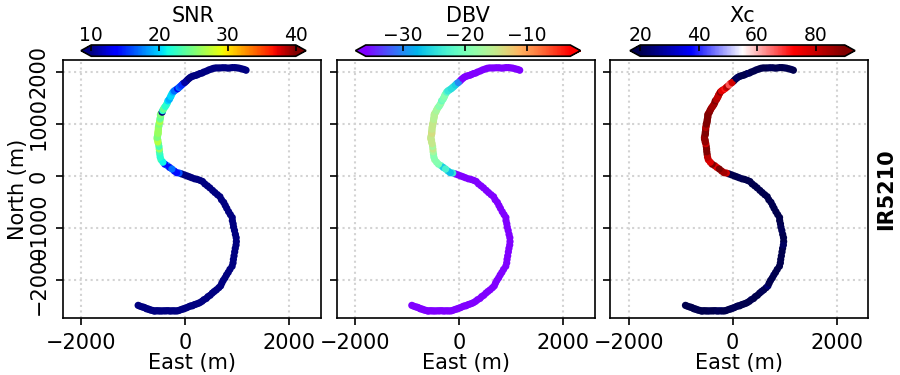 SNR DBV Xc
10 20 30 40 −30 −20 −10 20 40 60 80
North (m)
2000
1000
0
−1000
−2000
−2000 0 2000 −2000 0 2000 −2000 0 2000
East (m) East (m) East (m)
IR5210